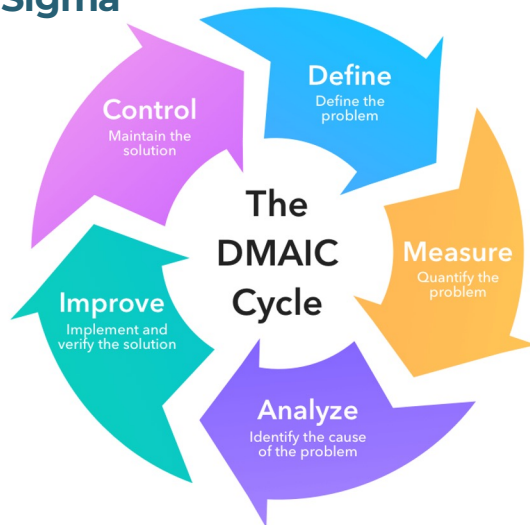 Sigma
Define
Define the
problem
Control
Maintain the
solution
The
DMAIC
Cycle
Measure
Quantify the
problem
Improve
Implement and
verify the solution
Analyze
Identify the cause
of the problem